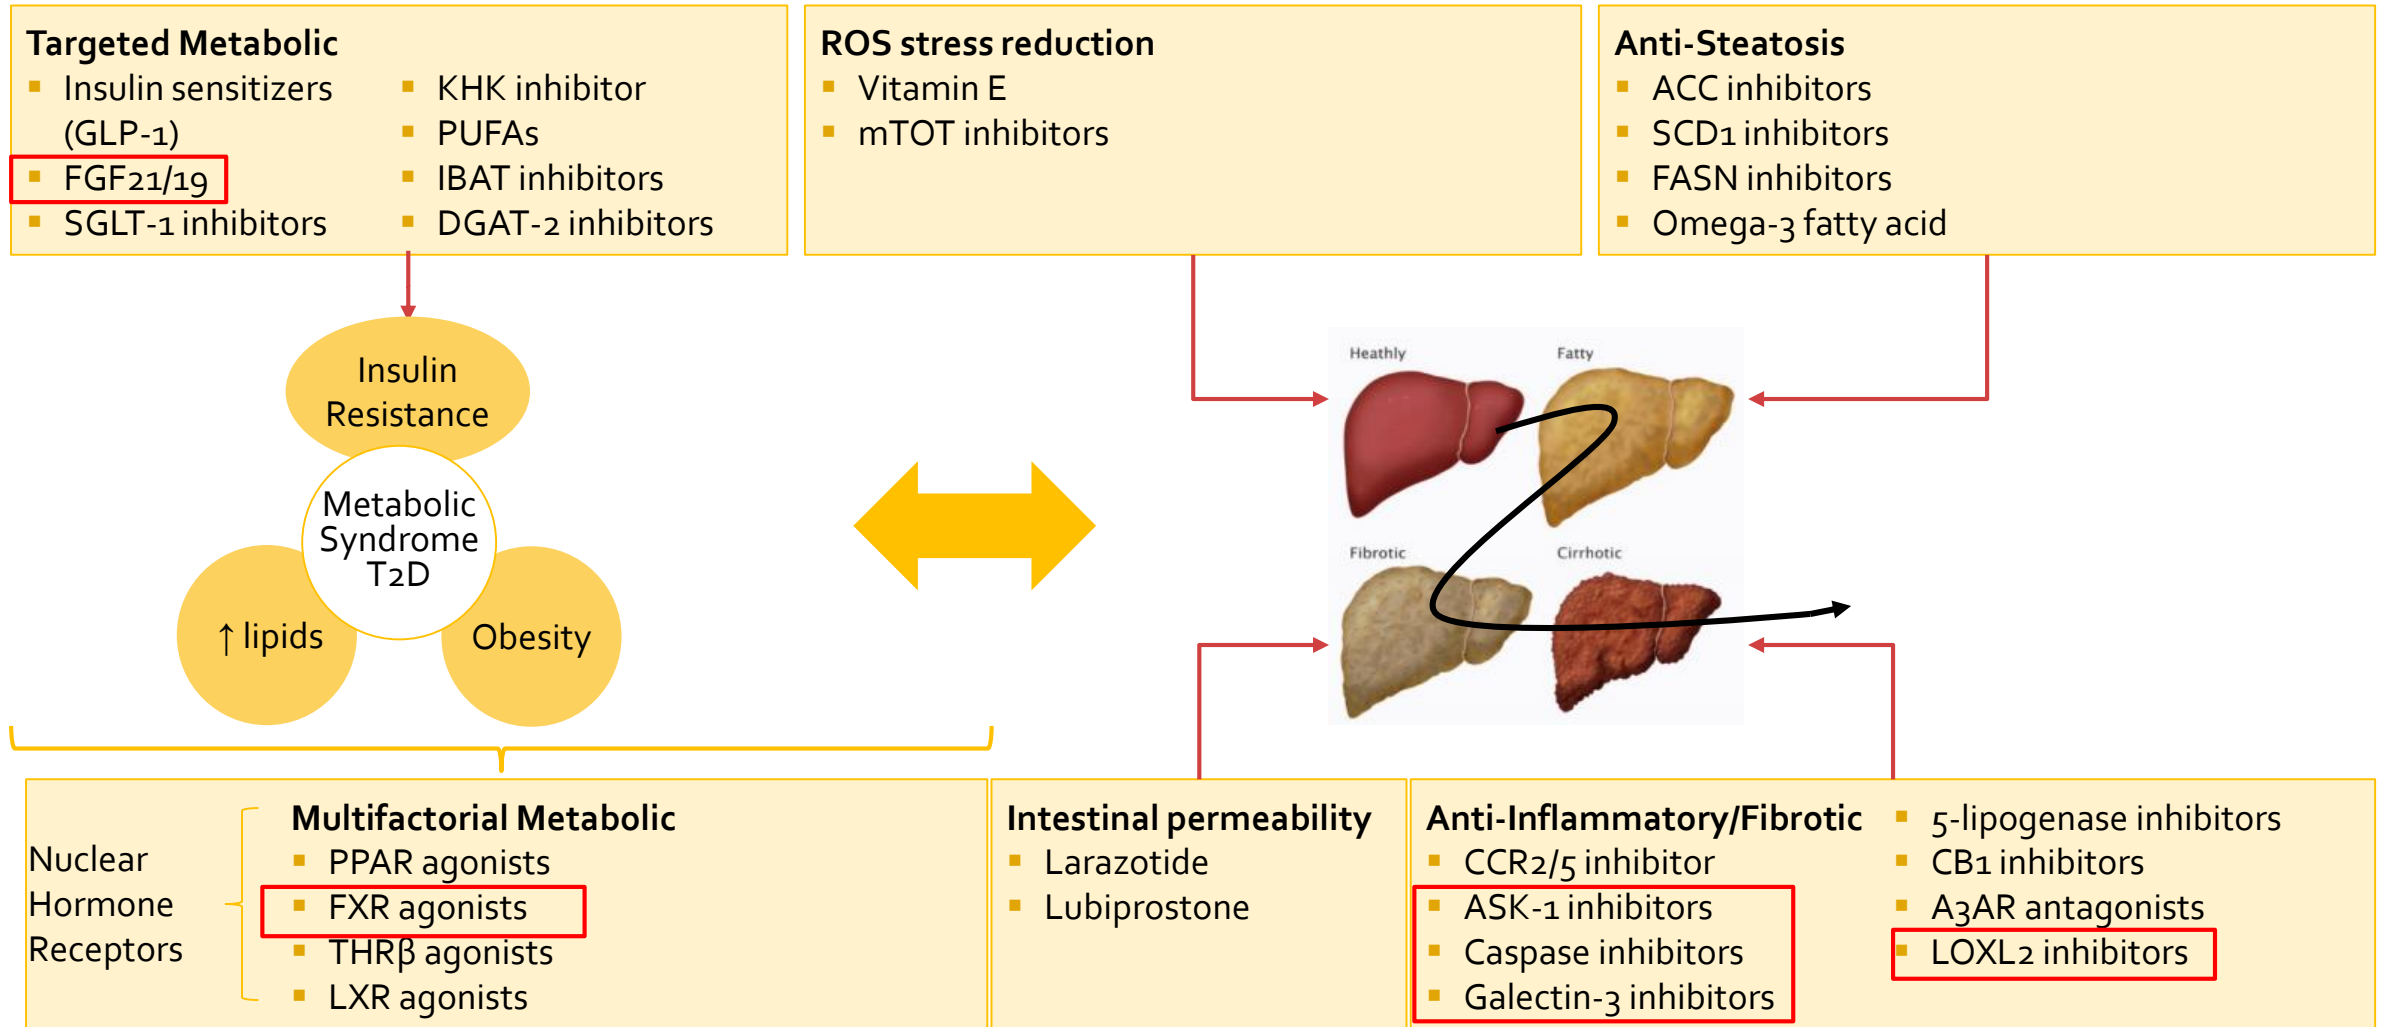 Targeted Metabolic
Insulin sensitizers
(GLP-1)
FGF21/19
SGLT-1 inhibitors
KHK inhibitor
PUFAs
IBAT inhibitors
DGAT-2 inhibitors
ROS stress reduction
Vitamin E
mTOT inhibitors
Anti-Steatosis
ACC inhibitors
SCD1 inhibitors
FASN inhibitors
Omega-3 fatty acid
Insulin
Resistance
Metabolic
Syndrome
T2D
↑ lipids
Obesity
Heathly
Fatty
Fibrotic
Cirrhotic
Nuclear
Hormone
Receptors
Multifactorial Metabolic
PPAR agonists
FXR agonists
THRβ agonists
LXR agonists
Intestinal permeability
Larazotide
Lubiprostone
Anti-Inflammatory/Fibrotic
CCR2/5 inhibitor
ASK-1 inhibitors
Caspase inhibitors
Galectin-3 inhibitors
5-lipogenase inhibitors
CB1 inhibitors
A3AR antagonists
LOXL2 inhibitors